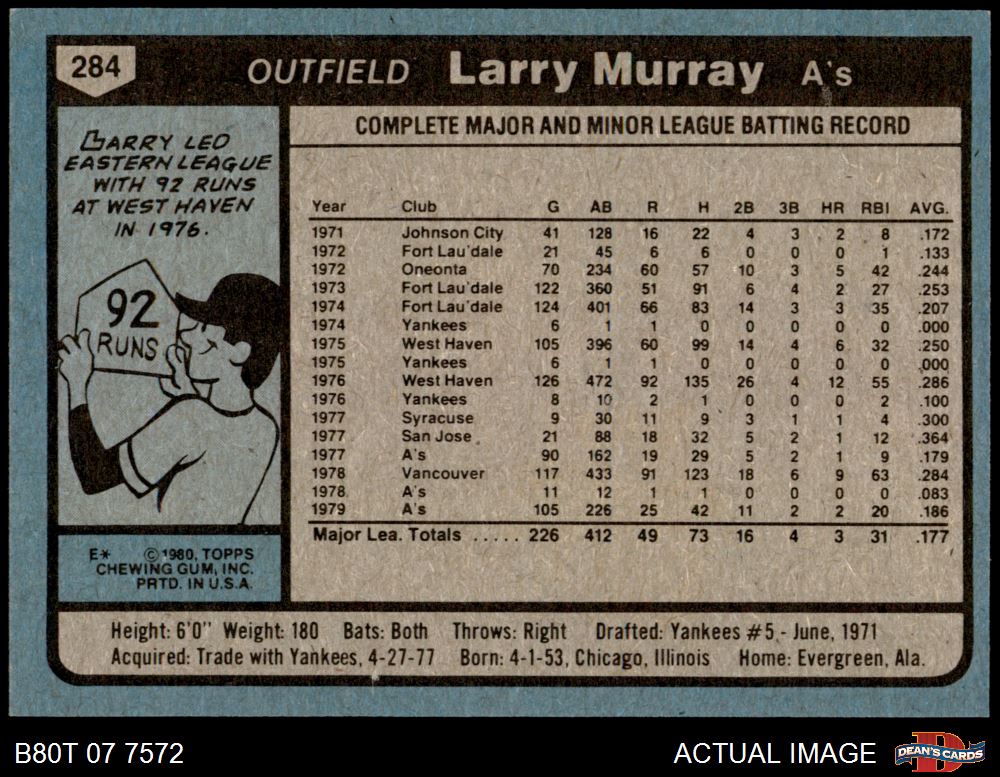 284 OUTFIELD Larry Murray A's
LARRY LED
EASTERN LEAGUE
WITH 92 RUNS
AT WEST HAVEN
IN 1976.
92
RUNS
E* © 1980, TOPPS
CHEWING GUM, INC.
PRTD. IN U.S.A.
COMPLETE MAJOR AND MINOR LEAGUE BATTING RECORD
Year Club G AB R H 2B 3B HR RBI AVG.
1971 Johnson City 41 128 16 22 4 3 2 8 .172
1972 Fort Lau'dale 21 45 6 6 0 0 0 1 .133
1972 Oneonta 70 234 60 57 10 3 5 42 .244
1973 Fort Lau'dale 122 360 51 91 6 4 2 27 .253
1974 Fort Lau'dale 124 401 66 83 14 3 3 35 .207
1974 Yankees 6 1 1 0 0 0 0 0 .000
1975 West Haven 105 396 60 99 14 4 6 32 .250
1975 Yankees 6 1 1 0 0 0 0 0 .000
1976 West Haven 126 472 92 135 26 4 12 55 .286
1976 Yankees 8 10 2 1 0 0 0 2 .100
1977 Syracuse 9 30 11 9 3 1 1 4 .300
1977 San Jose 21 88 18 32 5 2 1 12 .364
1977 A's 90 162 19 29 5 2 1 9 .179
1978 Vancouver 117 433 91 123 18 6 9 63 .284
1978 A's 11 12 1 1 0 0 0 0 .083
1979 A's 105 226 25 42 11 2 2 20 .186
Major Lea. Totals ..... 226 412 49 73 16 4 3 31 .177
Height: 6'0" Weight: 180 Bats: Both Throws: Right Drafted: Yankees #5 - June, 1971
Acquired: Trade with Yankees, 4-27-77 Born: 4-1-53, Chicago, Illinois Home: Evergreen, Ala.
B80T 07 7572 ACTUAL IMAGE D DEAN'S CARDS